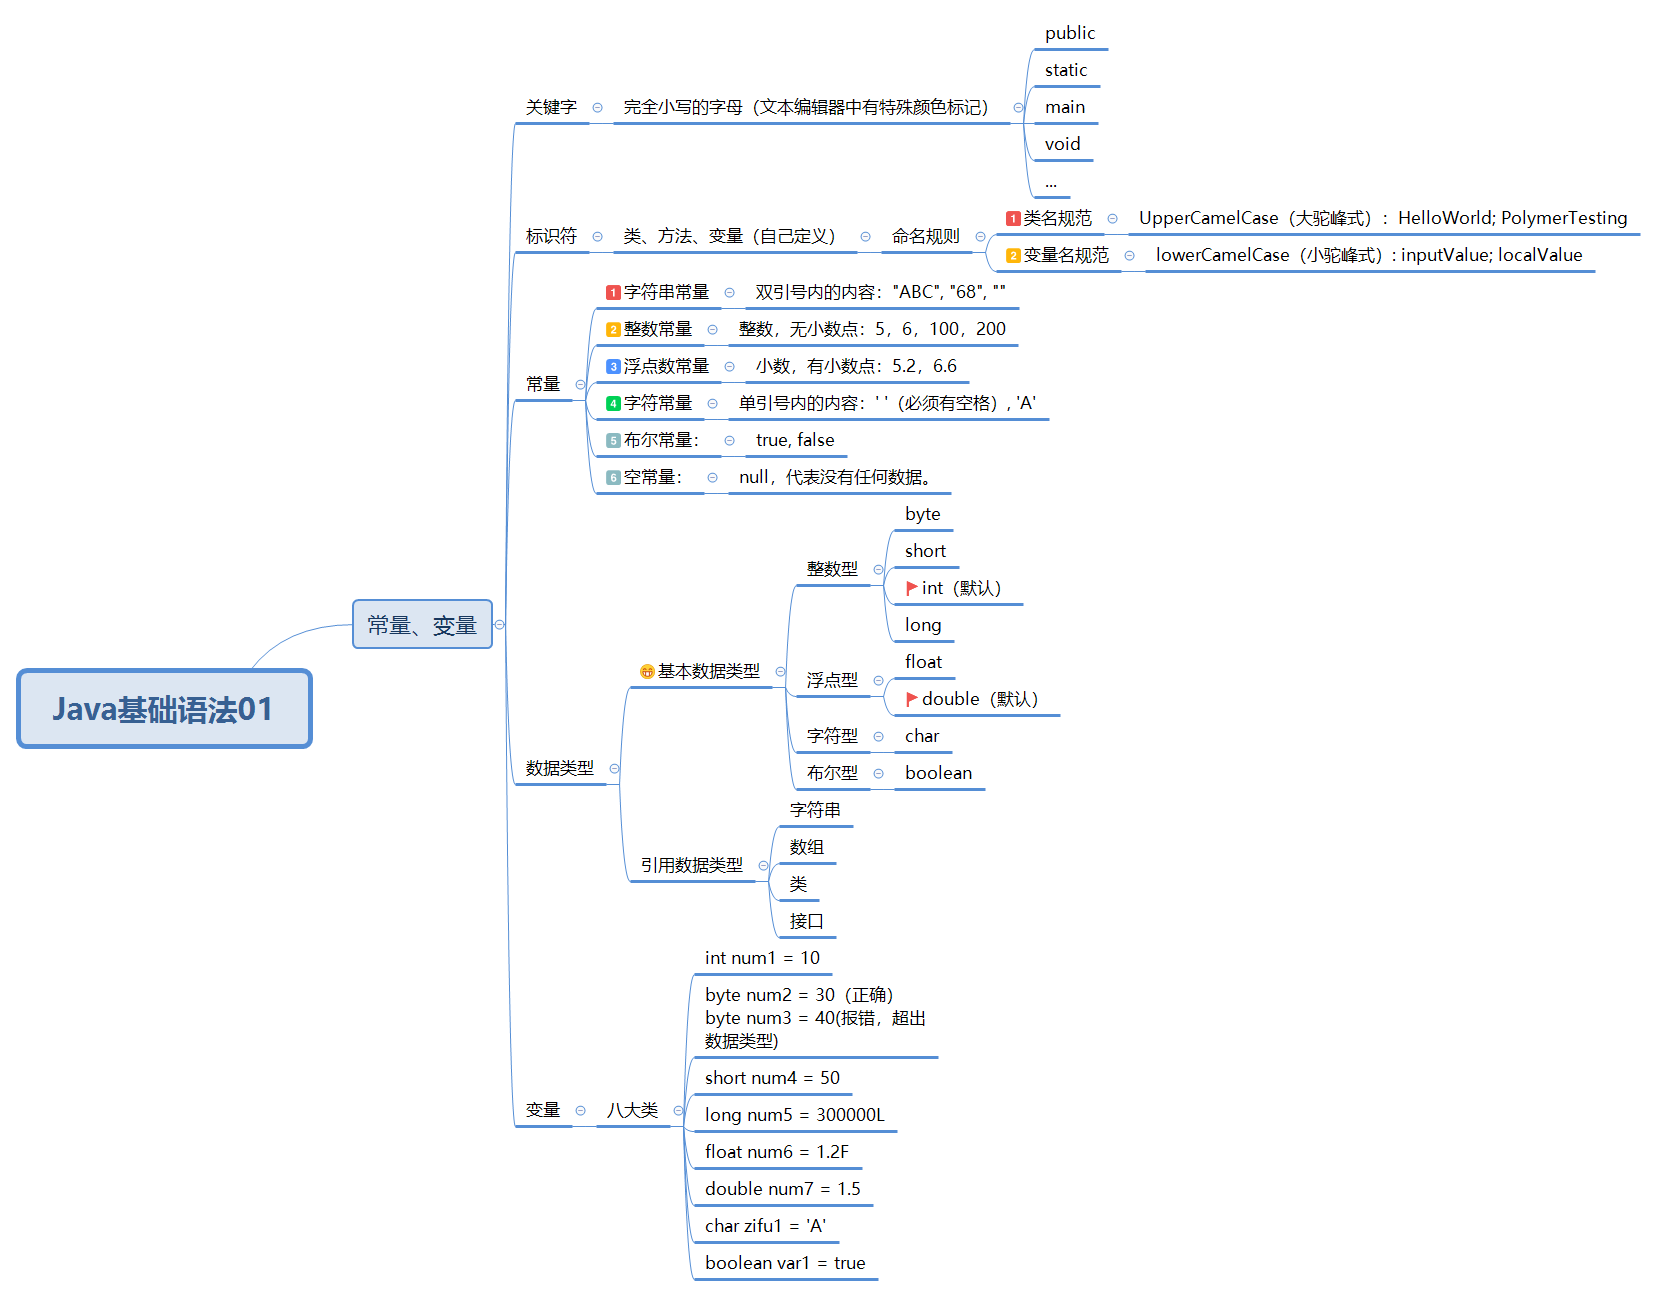 Java基础语法01
常量、变量
关键字
完全小写的字母（文本编辑器中有特殊颜色标记）
public
static
main
void
...
标识符
类、方法、变量（自己定义）
命名规则
1 类名规范
UpperCamelCase（大驼峰式）：HelloWorld; PolymerTesting
2 变量名规范
lowerCamelCase（小驼峰式）: inputValue; localValue
常量
1 字符串常量
双引号内的内容："ABC", "68", ""
2 整数常量
整数，无小数点：5，6，100，200
3 浮点数常量
小数，有小数点：5.2，6.6
4 字符常量
单引号内的内容：' '（必须有空格）, 'A'
5 布尔常量：
true, false
6 空常量：
null，代表没有任何数据。
数据类型
基本数据类型
整数型
byte
short
int（默认）
long
浮点型
float
double（默认）
字符型
char
布尔型
boolean
引用数据类型
字符串
数组
类
接口
变量
八大类
int num1 = 10
byte num2 = 30（正确）
byte num3 = 40(报错，超出
数据类型)
short num4 = 50
long num5 = 300000L
float num6 = 1.2F
double num7 = 1.5
char zifu1 = 'A'
boolean var1 = true